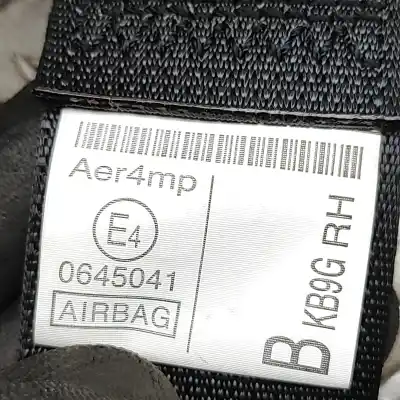 Aer4mp
E4
0645041
AIRBAG
B KB9G RH